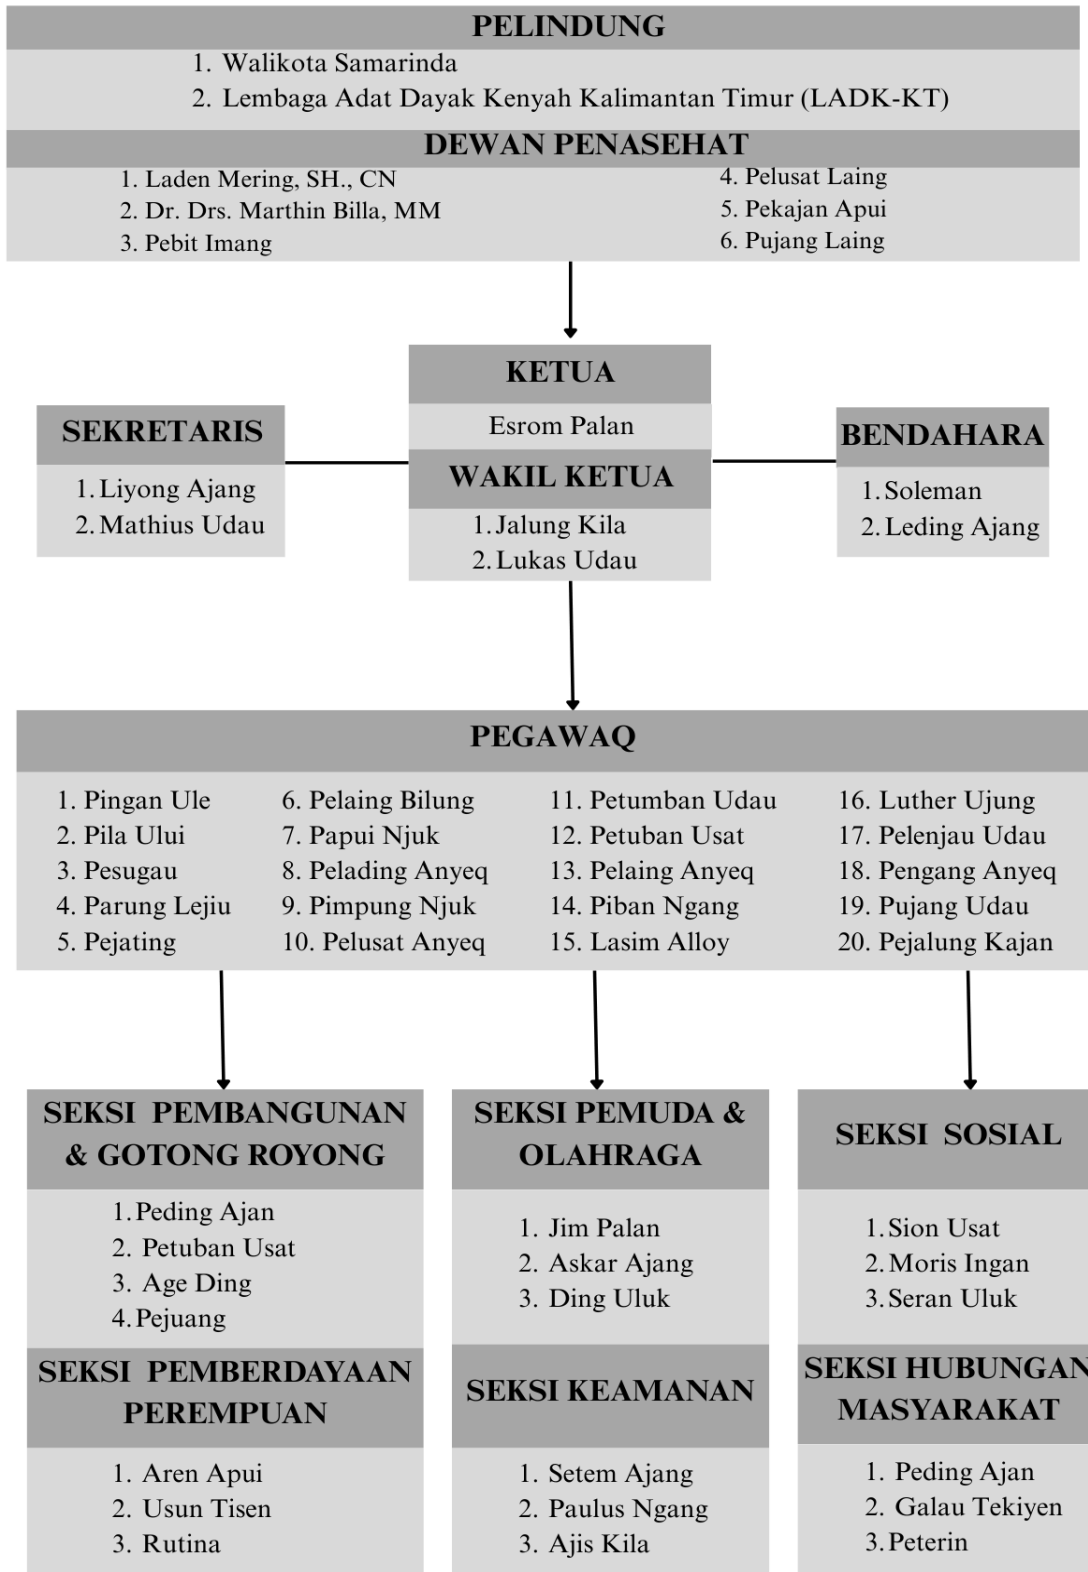 PELINDUNG
1. Walikota Samarinda
2. Lembaga Adat Dayak Kenyah Kalimantan Timur (LADK-KT)
DEWAN PENASEHAT
1. Laden Mering, SH., CN
2. Dr. Drs. Marthin Billa, MM
3. Pebit Imang
4. Pelusat Laing
5. Pekajan Apui
6. Pujang Laing
KETUA
Esrom Palan
WAKIL KETUA
1. Jalung Kila
2. Lukas Udau
SEKRETARIS
1. Liyong Ajang
2. Mathius Udau
BENDAHARA
1. Soleman
2. Leding Ajang
PEGAWAQ
1. Pingan Ule
2. Pila Ului
3. Pesugau
4. Parung Lejiu
5. Pejating
6. Pelaing Bilung
7. Papui Njuk
8. Pelading Anyeq
9. Pimpung Njuk
10. Pelusat Anyeq
11. Petumban Udau
12. Petuban Usat
13. Pelaing Anyeq
14. Piban Ngang
15. Lasim Alloy
16. Luther Ujung
17. Pelenjau Udau
18. Pengang Anyeq
19. Pujang Udau
20. Pejalung Kajan
SEKSI PEMBANGUNAN
& GOTONG ROYONG
1. Peding Ajan
2. Petuban Usat
3. Age Ding
4. Pejuang
SEKSI PEMUDA &
OLAHRAGA
1. Jim Palan
2. Askar Ajang
3. Ding Uluk
SEKSI SOSIAL
1. Sion Usat
2. Moris Ingan
3. Seran Uluk
SEKSI PEMBERDAYAAN
PEREMPUAN
1. Aren Apui
2. Usun Tisen
3. Rutina
SEKSI KEAMANAN
1. Setem Ajang
2. Paulus Ngang
3. Ajis Kila
SEKSI HUBUNGAN
MASYARAKAT
1. Peding Ajan
2. Galau Tekiyen
3. Peterin